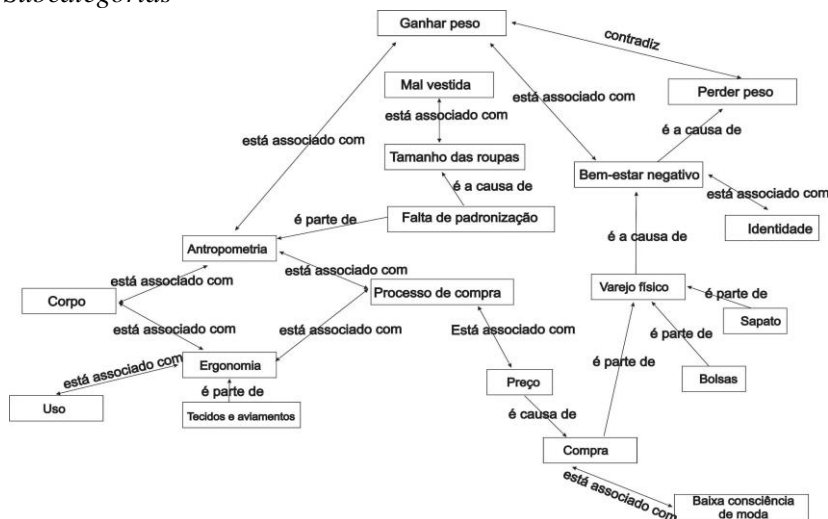 Subcategorias
Ganhar peso
contradiz
Mal vestida
Perder peso
está associado com
está associado com
é a causa de
está associado com
Tamanho das roupas
Bem-estar negativo
é a causa de
está associado com
é parte de
Falta de padronização
Identidade
Antropometria
é a causa de
está associado com
está associado com
Corpo
Processo de compra
Varejo físico
é parte de
Sapato
está associado com
está associado com
Está associado com
é parte de
está associado com
Ergonomia
é parte de
Preço
Bolsas
é parte de
Uso
Tecidos e aviamentos
é causa de
Compra
está associado com
Baixa consciência
de moda